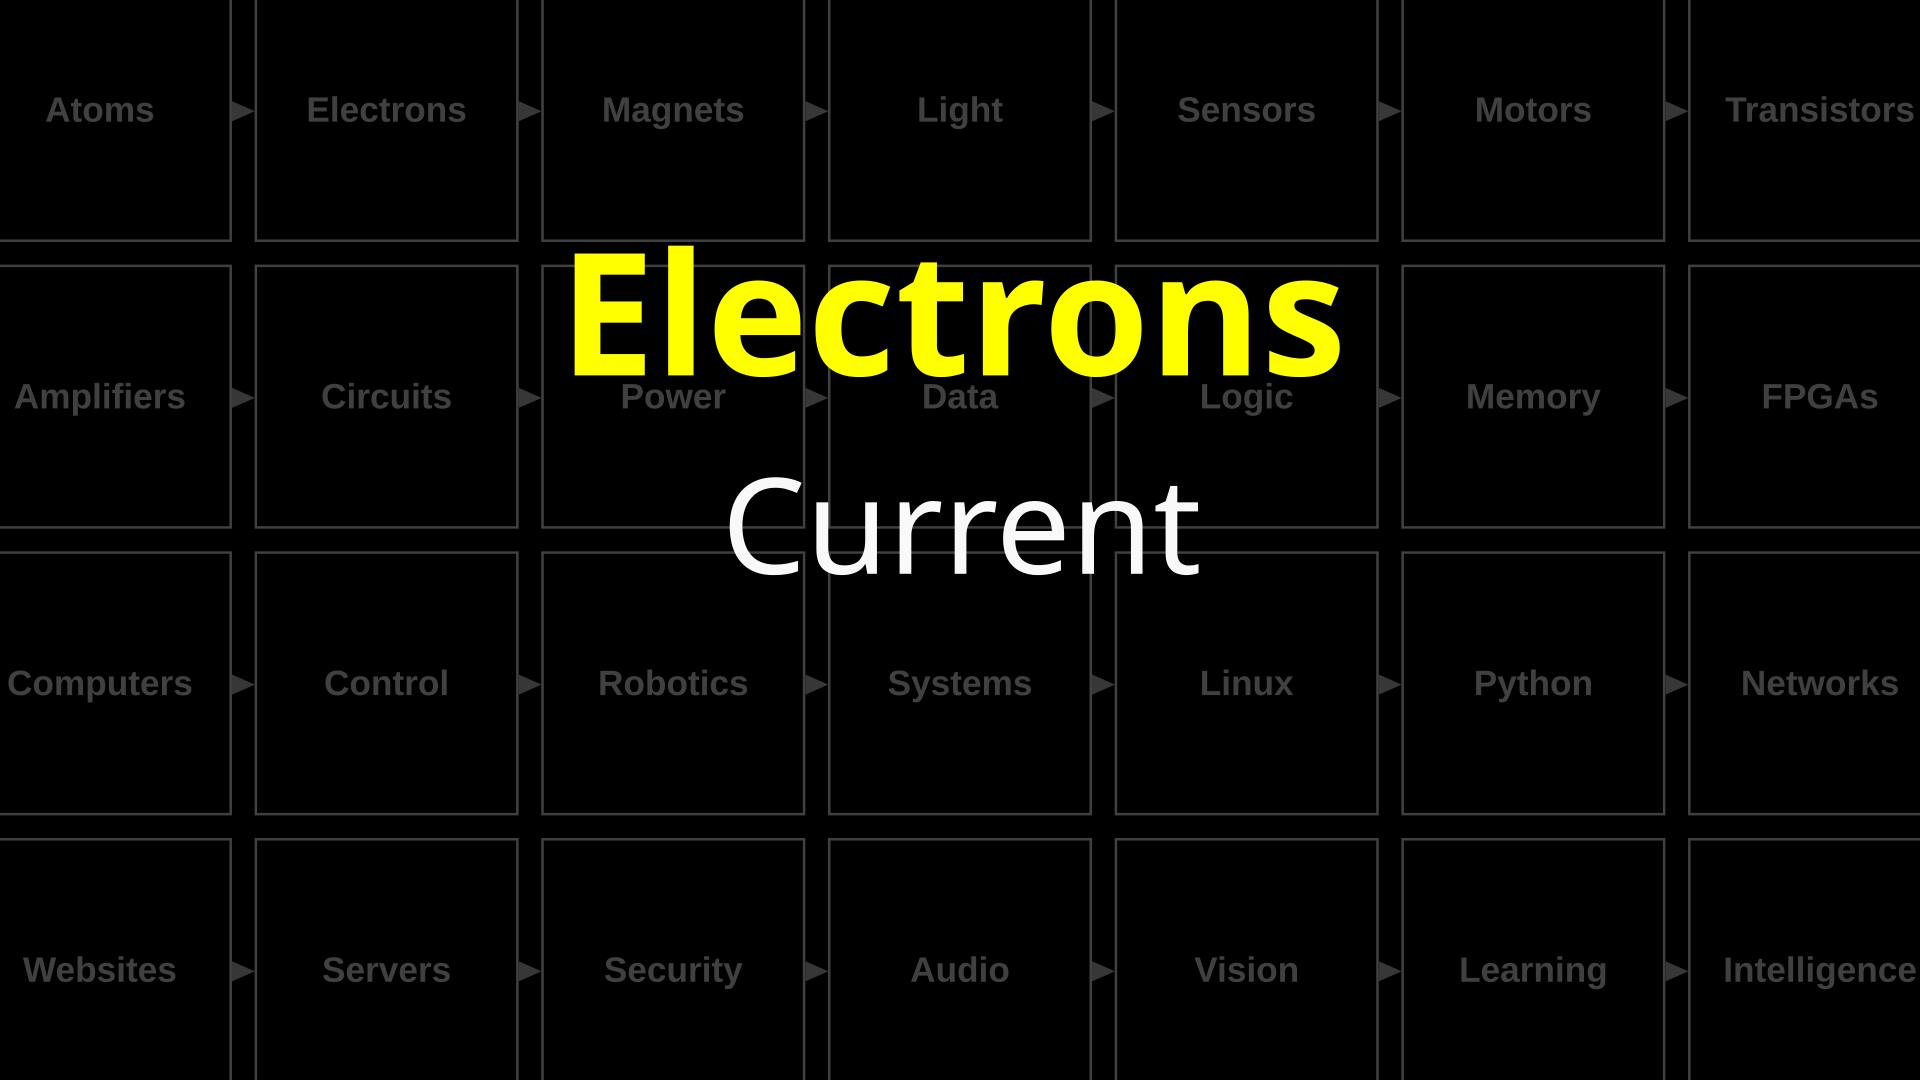 Atoms Electrons Magnets Light Sensors Motors Transistors
Electrons
Amplifiers Circuits Power Data Logic Memory FPGAs
Current
Computers Control Robotics Systems Linux Python Networks
Websites Servers Security Audio Vision Learning Intelligence